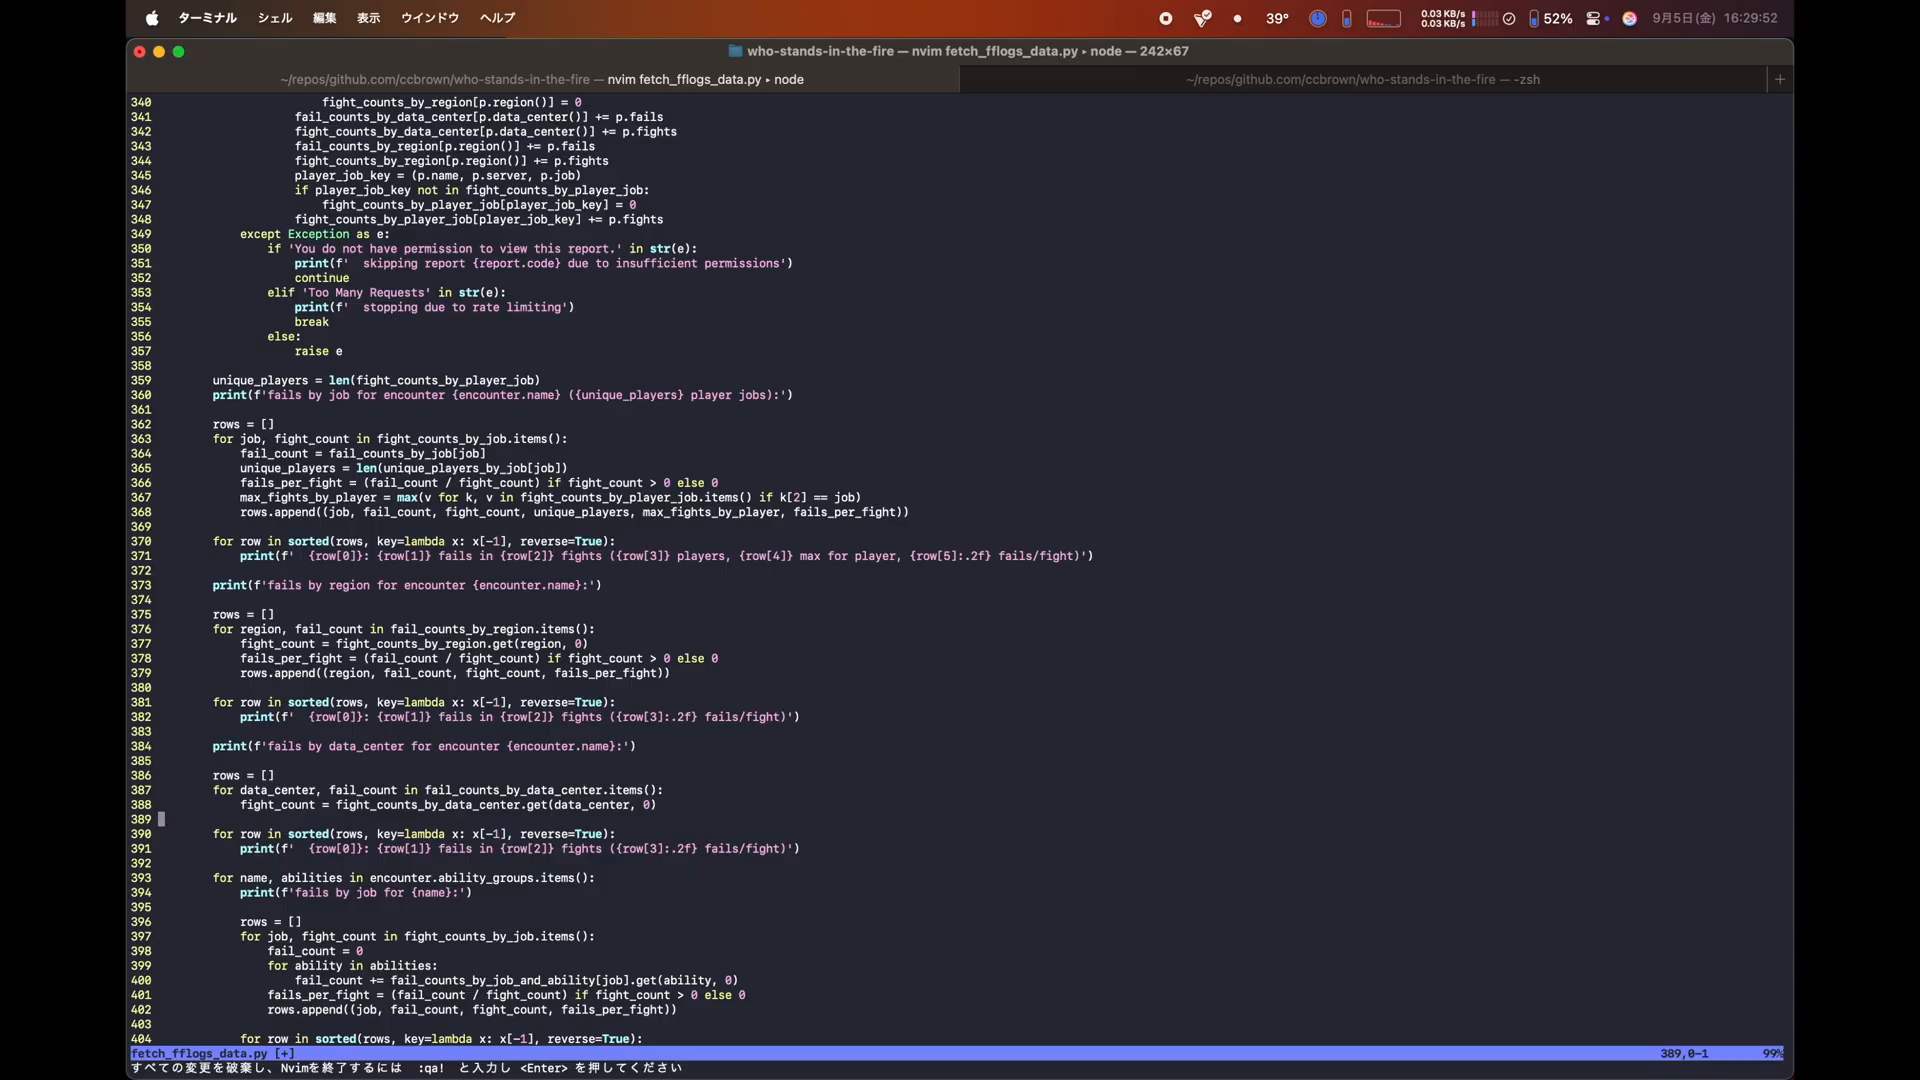 ターミナル シェル 編集 表示 ウインドウ ヘルプ 39° 0.03 KB/s 0.03 KB/s 52% 9月5日(金) 16:29:52
who-stands-in-the-fire — nvim fetch_fflogs_data.py ▸ node — 242×67
~/repos/github.com/ccbrown/who-stands-in-the-fire — nvim fetch_fflogs_data.py ▸ node ~/repos/github.com/ccbrown/who-stands-in-the-fire — -zsh +
340 fight_counts_by_region[p.region()] = 0
341 fail_counts_by_data_center[p.data_center()] += p.fails
342 fight_counts_by_data_center[p.data_center()] += p.fights
343 fail_counts_by_region[p.region()] += p.fails
344 fight_counts_by_region[p.region()] += p.fights
345 player_job_key = (p.name, p.server, p.job)
346 if player_job_key not in fight_counts_by_player_job:
347 fight_counts_by_player_job[player_job_key] = 0
348 fight_counts_by_player_job[player_job_key] += p.fights
349 except Exception as e:
350 if 'You do not have permission to view this report.' in str(e):
351 print(f'  skipping report {report.code} due to insufficient permissions')
352 continue
353 elif 'Too Many Requests' in str(e):
354 print(f'  stopping due to rate limiting')
355 break
356 else:
357 raise e
358
359 unique_players = len(fight_counts_by_player_job)
360 print(f'fails by job for encounter {encounter.name} ({unique_players} player jobs):')
361
362 rows = []
363 for job, fight_count in fight_counts_by_job.items():
364 fail_count = fail_counts_by_job[job]
365 unique_players = len(unique_players_by_job[job])
366 fails_per_fight = (fail_count / fight_count) if fight_count > 0 else 0
367 max_fights_by_player = max(v for k, v in fight_counts_by_player_job.items() if k[2] == job)
368 rows.append((job, fail_count, fight_count, unique_players, max_fights_by_player, fails_per_fight))
369
370 for row in sorted(rows, key=lambda x: x[-1], reverse=True):
371 print(f'  {row[0]}: {row[1]} fails in {row[2]} fights ({row[3]} players, {row[4]} max for player, {row[5]:.2f} fails/fight)')
372
373 print(f'fails by region for encounter {encounter.name}:')
374
375 rows = []
376 for region, fail_count in fail_counts_by_region.items():
377 fight_count = fight_counts_by_region.get(region, 0)
378 fails_per_fight = (fail_count / fight_count) if fight_count > 0 else 0
379 rows.append((region, fail_count, fight_count, fails_per_fight))
380
381 for row in sorted(rows, key=lambda x: x[-1], reverse=True):
382 print(f'  {row[0]}: {row[1]} fails in {row[2]} fights ({row[3]:.2f} fails/fight)')
383
384 print(f'fails by data_center for encounter {encounter.name}:')
385
386 rows = []
387 for data_center, fail_count in fail_counts_by_data_center.items():
388 fight_count = fight_counts_by_data_center.get(data_center, 0)
389
390 for row in sorted(rows, key=lambda x: x[-1], reverse=True):
391 print(f'  {row[0]}: {row[1]} fails in {row[2]} fights ({row[3]:.2f} fails/fight)')
392
393 for name, abilities in encounter.ability_groups.items():
394 print(f'fails by job for {name}:')
395
396 rows = []
397 for job, fight_count in fight_counts_by_job.items():
398 fail_count = 0
399 for ability in abilities:
400 fail_count += fail_counts_by_job_and_ability[job].get(ability, 0)
401 fails_per_fight = (fail_count / fight_count) if fight_count > 0 else 0
402 rows.append((job, fail_count, fight_count, fails_per_fight))
403
404 for row in sorted(rows, key=lambda x: x[-1], reverse=True):
fetch_fflogs_data.py [+] 389,0-1 99%
すべての変更を破棄し、Nvimを終了するには  :qa!  と入力し <Enter> を押してください